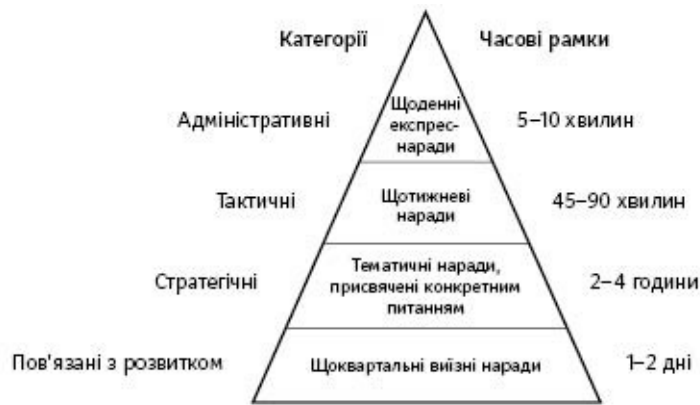 Категорії
Часові рамки
Адміністративні
Щоденні
експрес-
наради
5–10 хвилин
Тактичні
Щотижневі
наради
45–90 хвилин
Стратегічні
Тематичні наради,
присвячені конкретним
питанням
2–4 години
Пов'язані з розвитком
Щоквартальні виїзні наради
1–2 дні